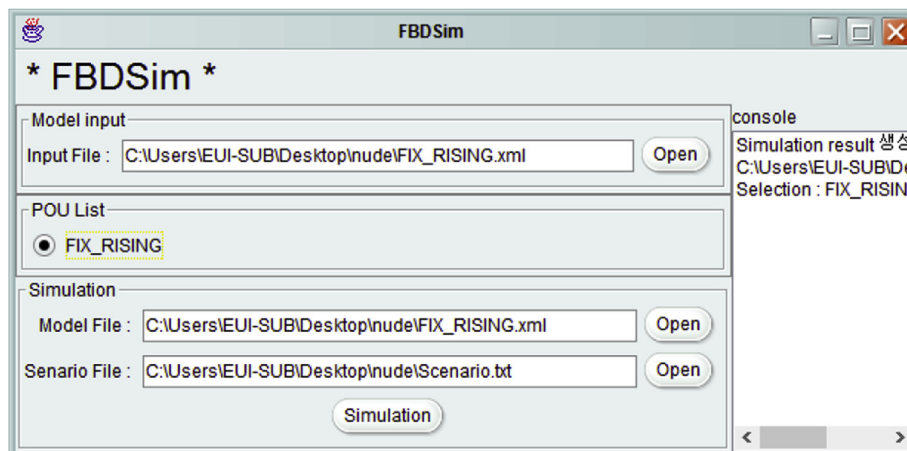 FBDSim
* FBDSim *
Model input
Input File : C:\Users\EUI-SUB\Desktop\nude\FIX_RISING.xml Open
POU List
FIX_RISING
Simulation
Model File : C:\Users\EUI-SUB\Desktop\nude\FIX_RISING.xml Open
Senario File : C:\Users\EUI-SUB\Desktop\nude\Scenario.txt Open
Simulation
console
Simulation result 생성
C:\Users\EUI-SUB\De
Selection : FIX_RISIN